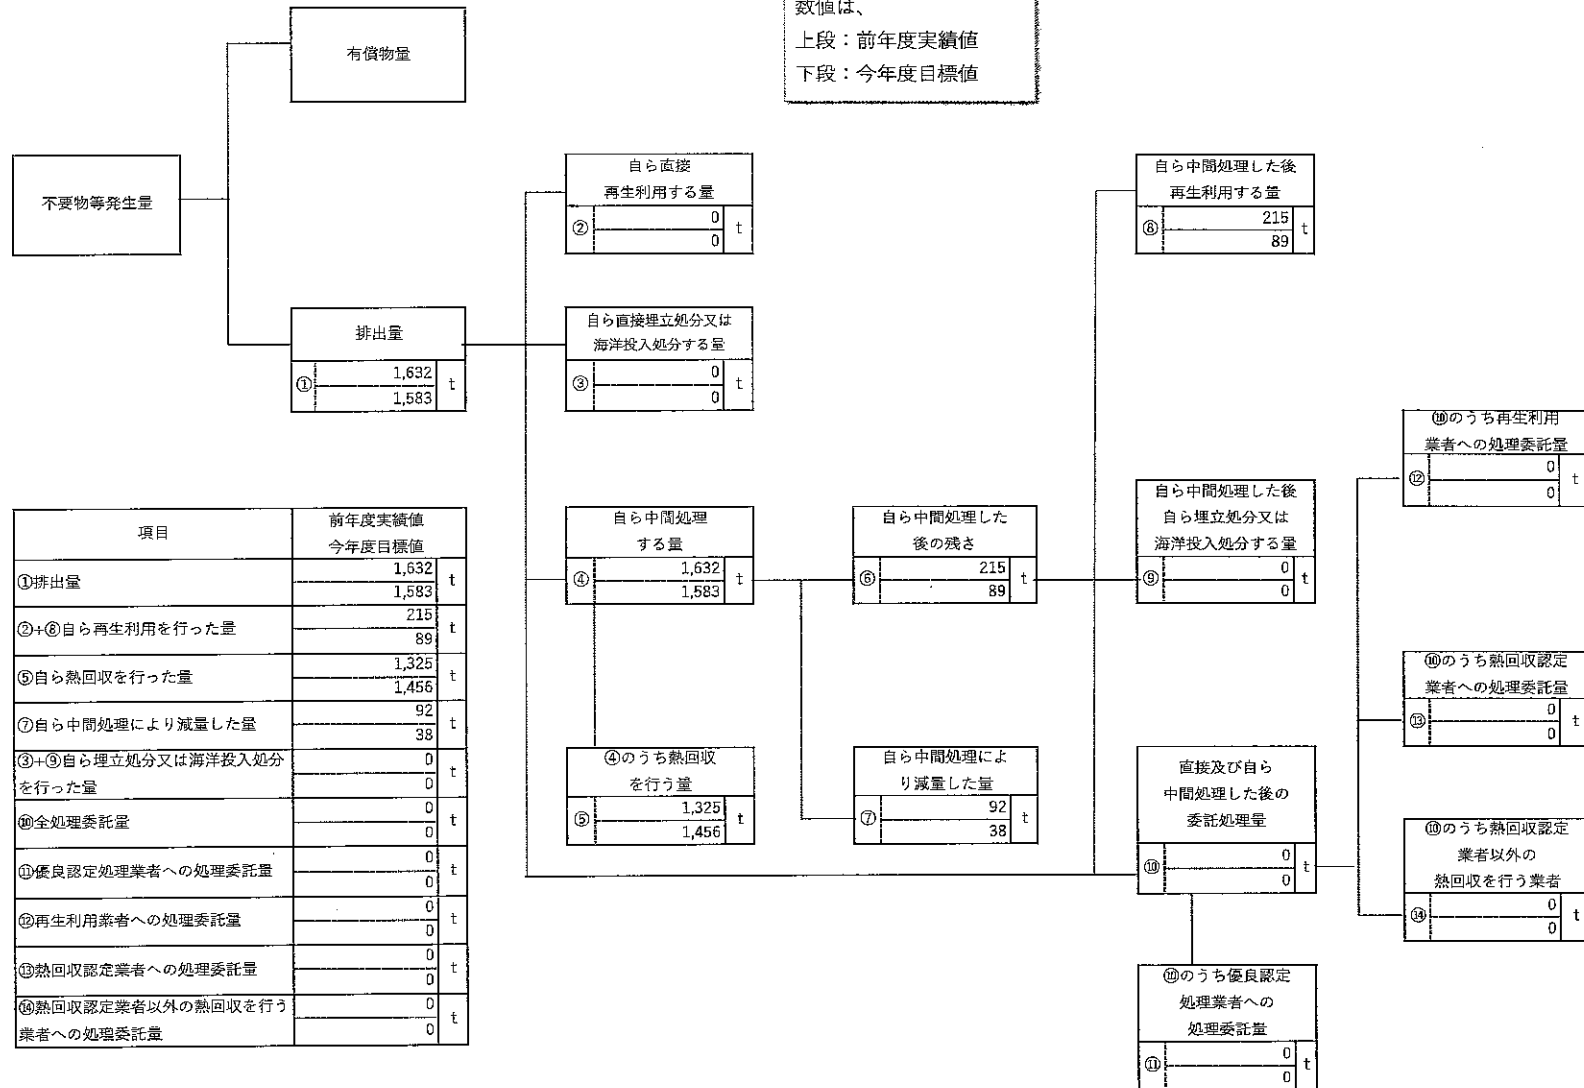 数値は、
上段：前年度実績値
下段：今年度目標値
有償物量
不要物等発生量
排出量
①
1,632
1,583
t
自ら直接
再生利用する量
②
0
0
t
自ら直接埋立処分又は
海洋投入処分する量
③
0
0
t
自ら中間処理
する量
④
1,632
1,583
t
④のうち熱回収
を行う量
⑤
1,325
1,456
t
自ら中間処理した
後の残さ
⑥
215
89
t
自ら中間処理によ
り減量した量
⑦
92
38
t
自ら中間処理した後
再生利用する量
⑧
215
89
t
自ら中間処理した後
自ら埋立処分又は
海洋投入処分する量
⑨
0
0
t
直接及び自ら
中間処理した後の
委託処理量
⑩
0
0
t
⑩のうち優良認定
処理業者への
処理委託量
⑪
0
0
t
⑩のうち再生利用
業者への処理委託量
⑫
0
0
t
⑩のうち熱回収認定
業者への処理委託量
⑬
0
0
t
⑩のうち熱回収認定
業者以外の
熱回収を行う業者
⑭
0
0
t
項目
前年度実績値
今年度目標値
①排出量
1,632
1,583
t
②+⑧自ら再生利用を行った量
215
89
t
⑤自ら熱回収を行った量
1,325
1,456
t
⑦自ら中間処理により減量した量
92
38
t
③+⑨自ら埋立処分又は海洋投入処分
を行った量
0
0
t
⑩全処理委託量
0
0
t
⑪優良認定処理業者への処理委託量
0
0
t
⑫再生利用業者への処理委託量
0
0
t
⑬熱回収認定業者への処理委託量
0
0
t
⑭熱回収認定業者以外の熱回収を行う
業者への処理委託量
0
0
t